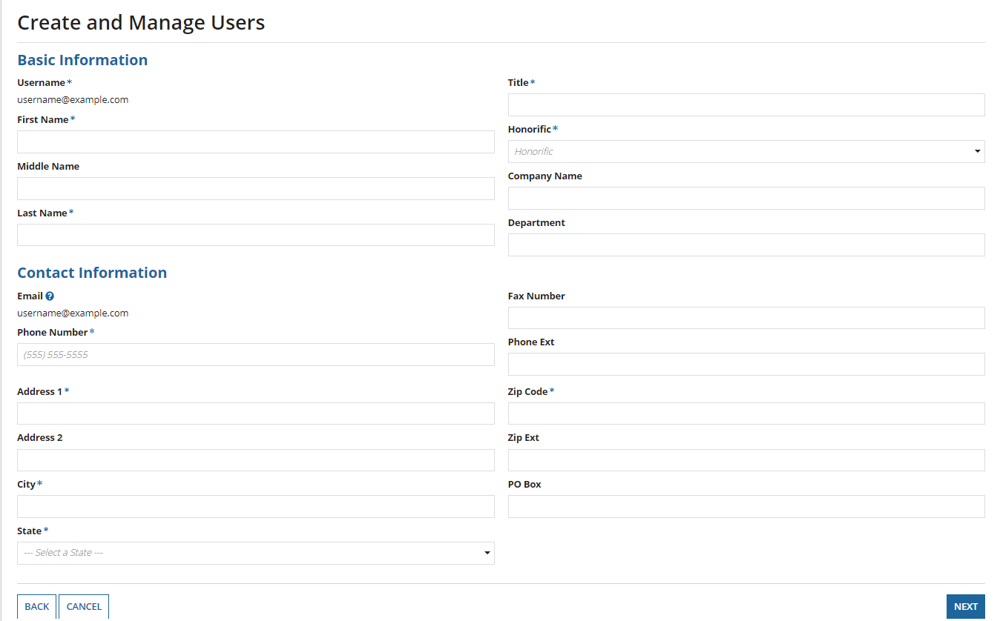 Create and Manage Users
Basic Information
Username*
username@example.com
First Name*
Middle Name
Last Name*
Title*
Honorific*
Honorific
Company Name
Department
Contact Information
Email ?
username@example.com
Phone Number*
(555) 555-5555
Fax Number
Phone Ext
Address 1*
Address 2
City*
State*
--- Select a State ---
Zip Code*
Zip Ext
PO Box
BACK
CANCEL
NEXT